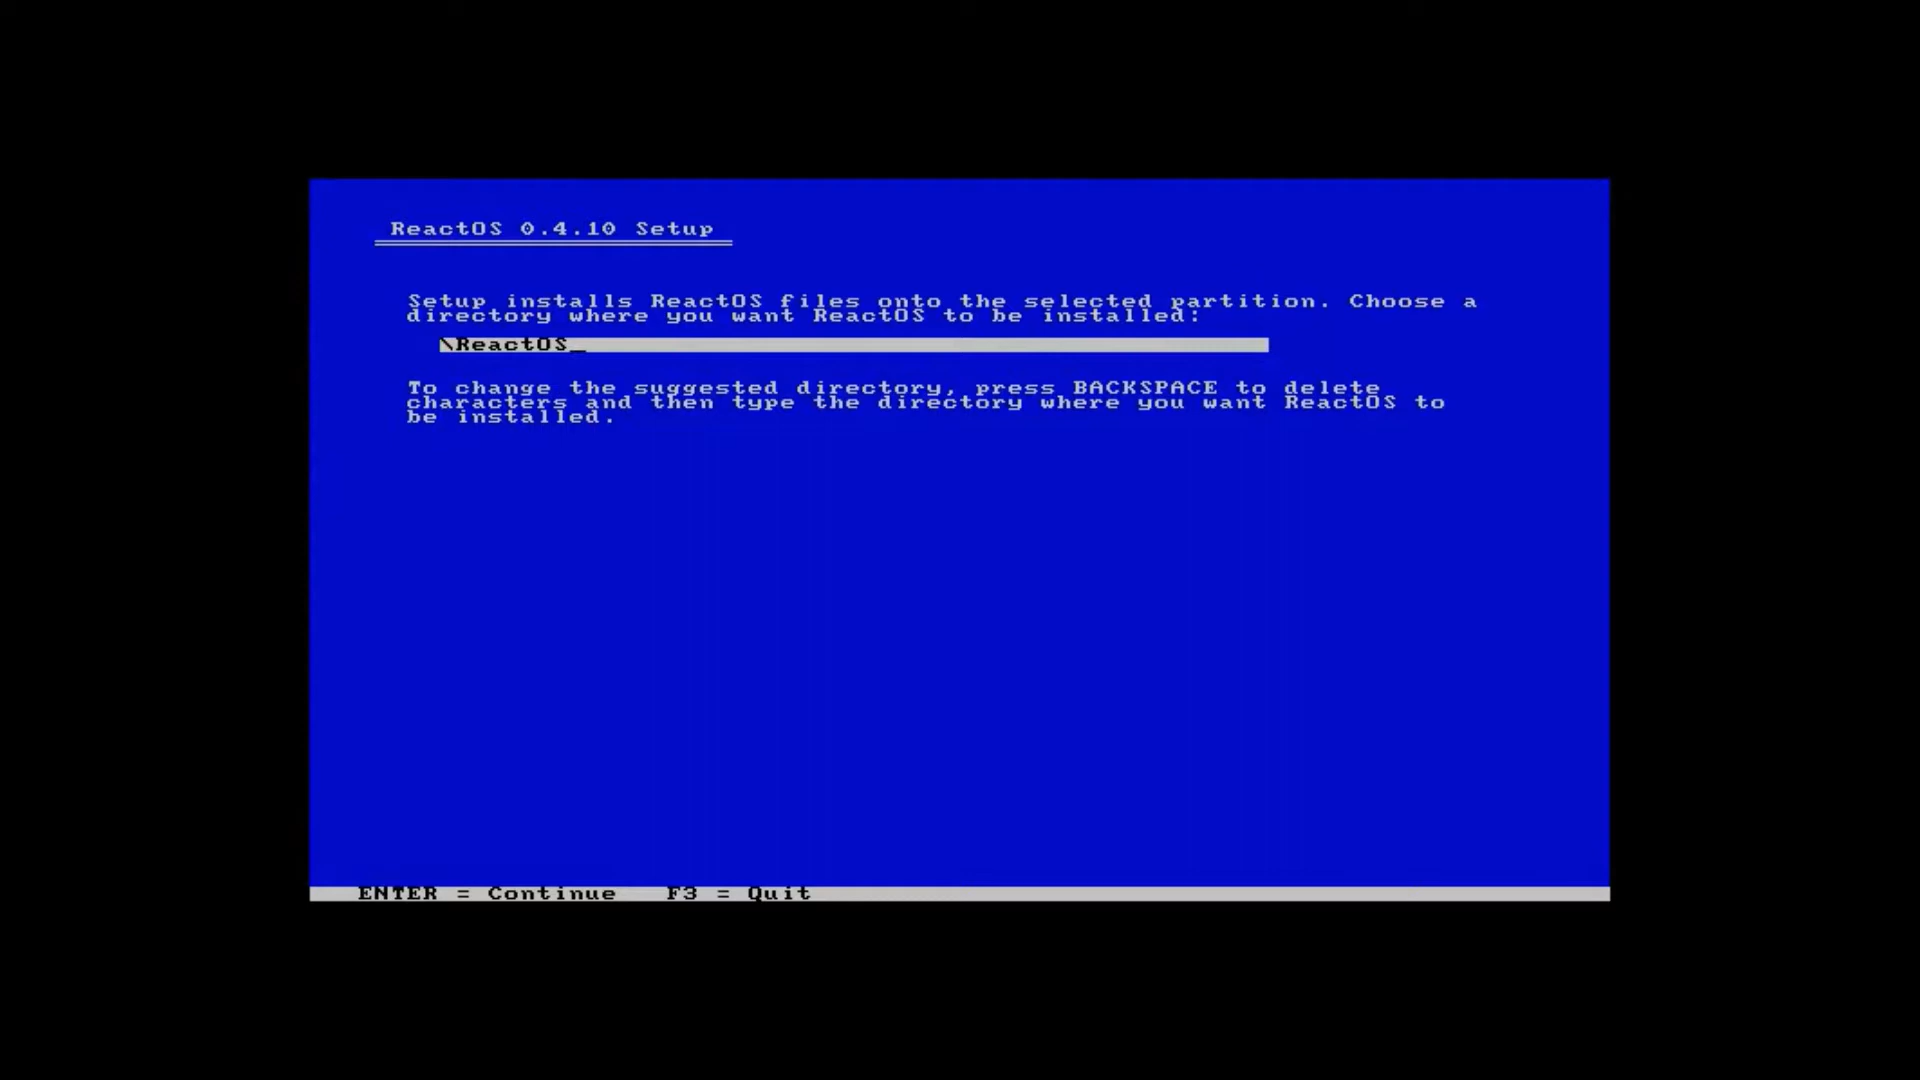 ReactOS 0.4.10 Setup
Setup installs ReactOS files onto the selected partition. Choose a
directory where you want ReactOS to be installed:
\ReactOS_
To change the suggested directory, press BACKSPACE to delete
characters and then type the directory where you want ReactOS to
be installed.
ENTER = Continue   F3 = Quit